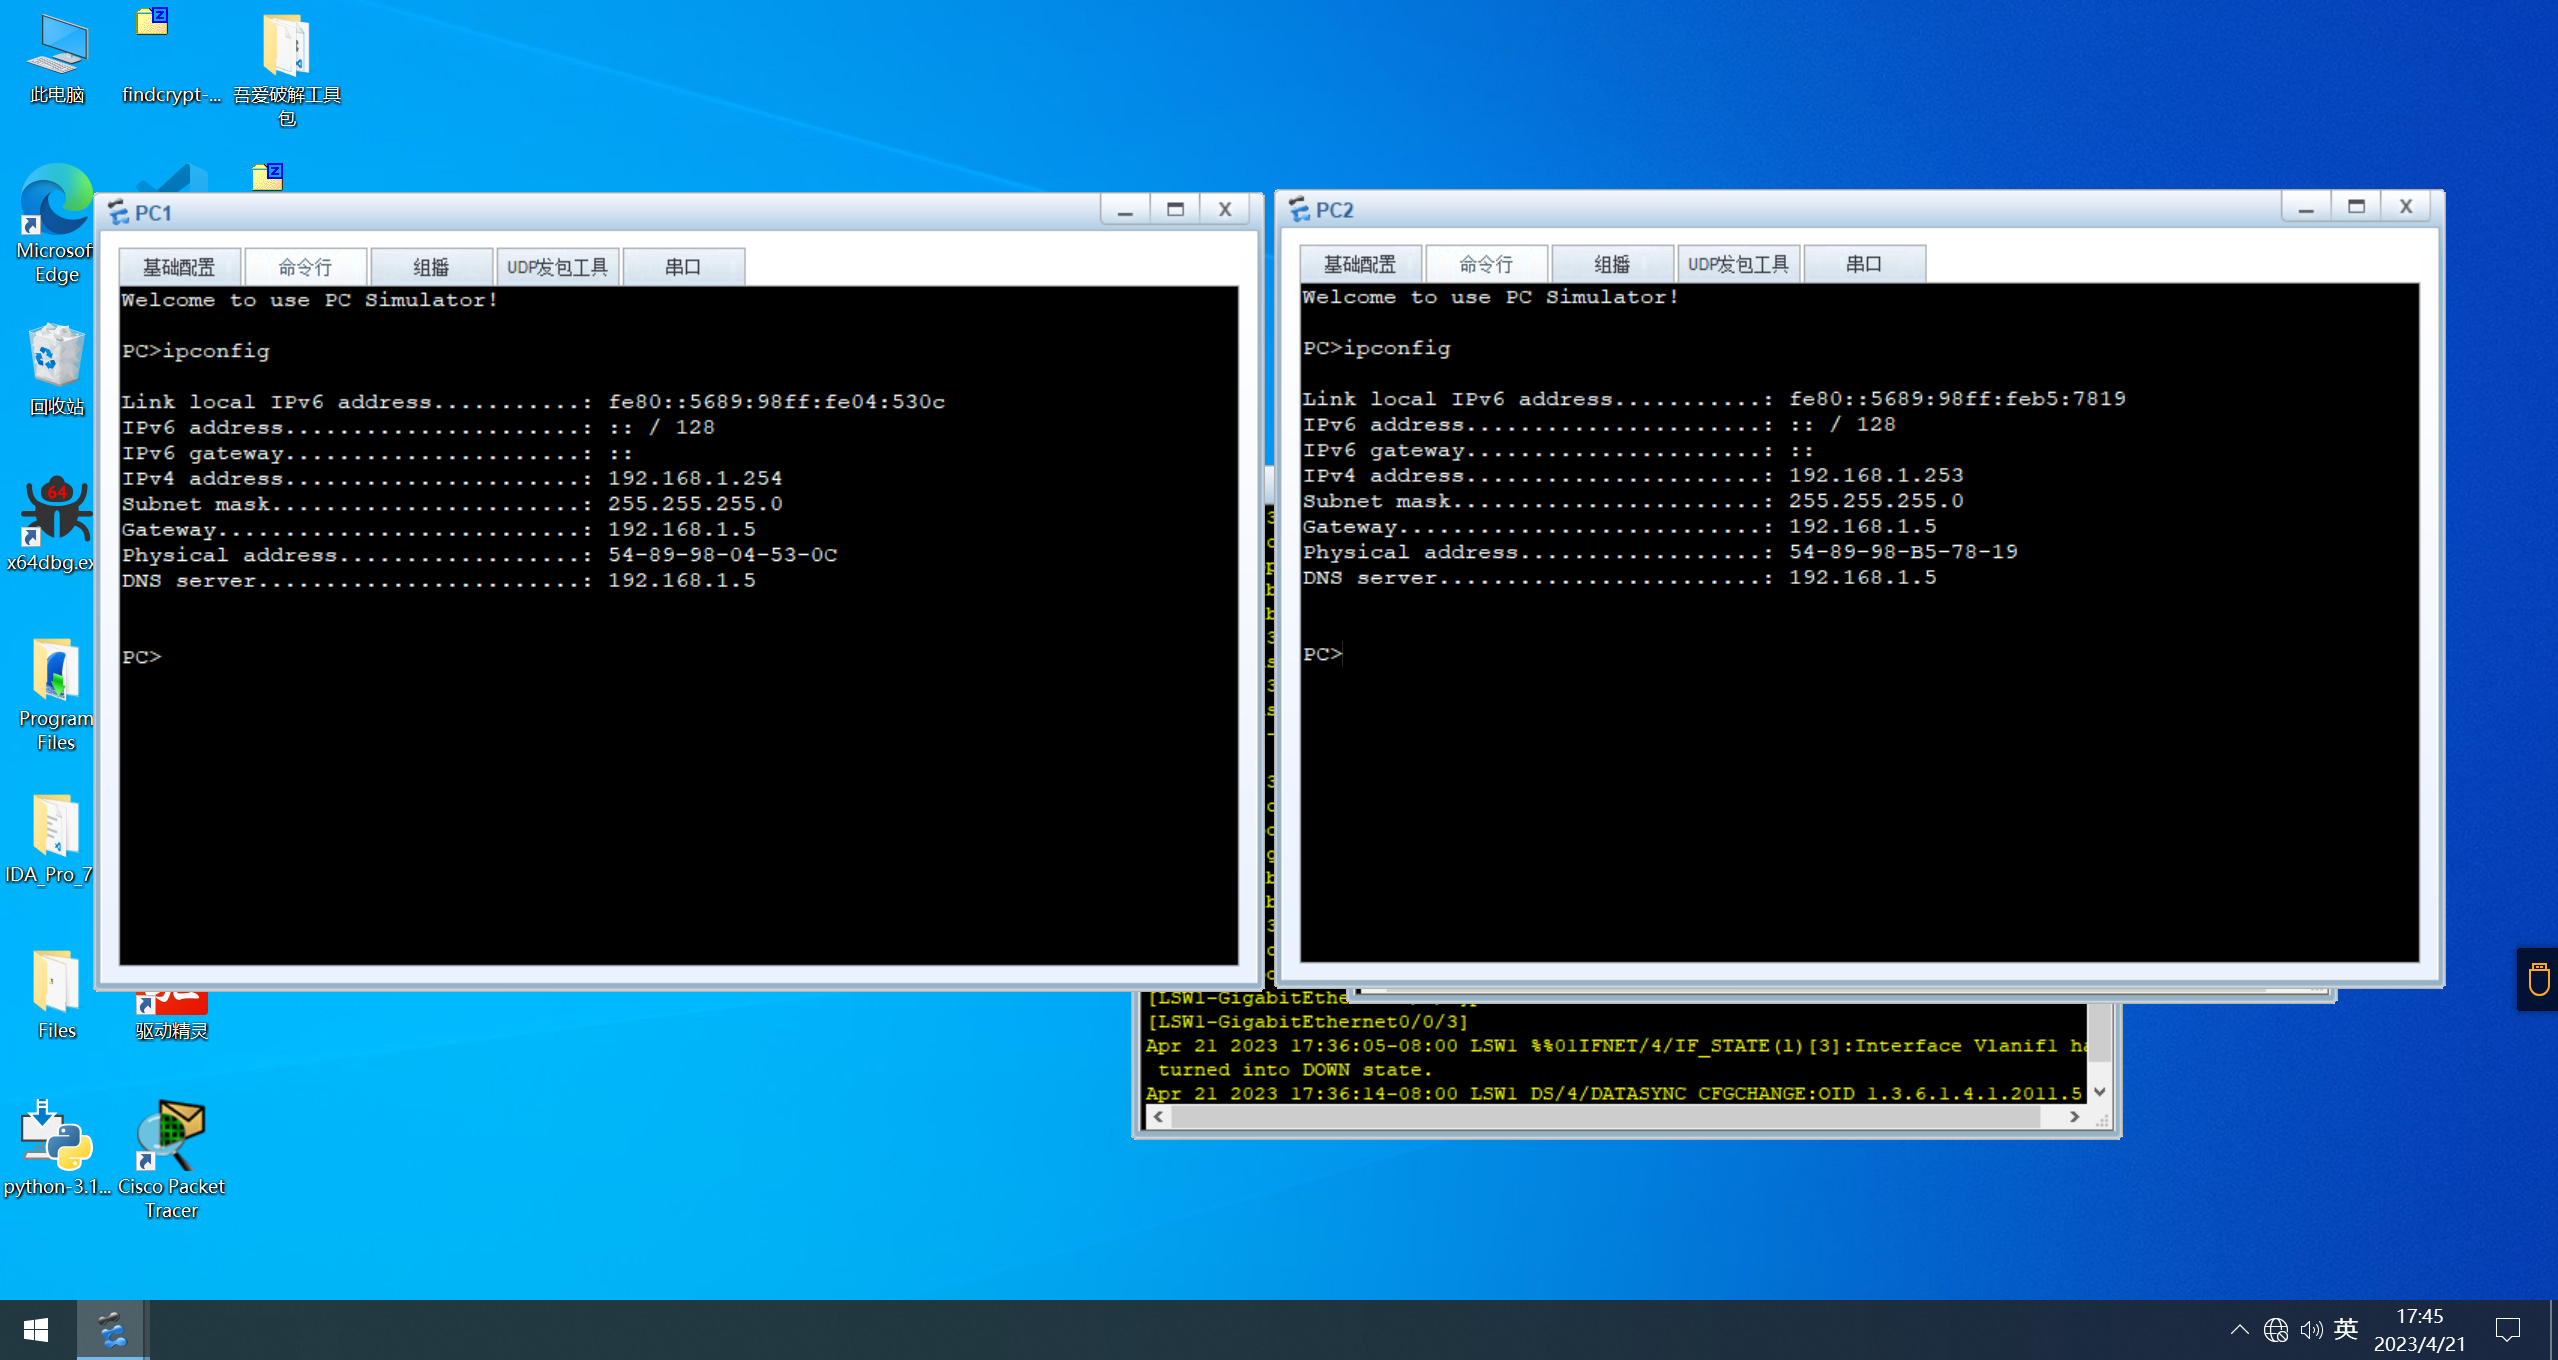 此电脑
findcrypt-...
吾爱破解工具
包
Microsof
Edge
回收站
64
x64dbg.ex
Program
Files
IDA_Pro_7
Files
驱动精灵
python-3.1...
Cisco Packet
Tracer
PC1
基础配置 命令行 组播 UDP发包工具 串口
Welcome to use PC Simulator!
PC>ipconfig
Link local IPv6 address...........: fe80::5689:98ff:fe04:530c
IPv6 address......................: :: / 128
IPv6 gateway......................: ::
IPv4 address......................: 192.168.1.254
Subnet mask.......................: 255.255.255.0
Gateway...........................: 192.168.1.5
Physical address..................: 54-89-98-04-53-0C
DNS server........................: 192.168.1.5
PC>
PC2
基础配置 命令行 组播 UDP发包工具 串口
Welcome to use PC Simulator!
PC>ipconfig
Link local IPv6 address...........: fe80::5689:98ff:feb5:7819
IPv6 address......................: :: / 128
IPv6 gateway......................: ::
IPv4 address......................: 192.168.1.253
Subnet mask.......................: 255.255.255.0
Gateway...........................: 192.168.1.5
Physical address..................: 54-89-98-B5-78-19
DNS server........................: 192.168.1.5
PC>
[LSW1-GigabitEthe
[LSW1-GigabitEthernet0/0/3]
Apr 21 2023 17:36:05-08:00 LSW1 %%01IFNET/4/IF_STATE(l)[3]:Interface Vlanif1 ha
turned into DOWN state.
Apr 21 2023 17:36:14-08:00 LSW1 DS/4/DATASYNC_CFGCHANGE:OID 1.3.6.1.4.1.2011.5
英
17:45
2023/4/21